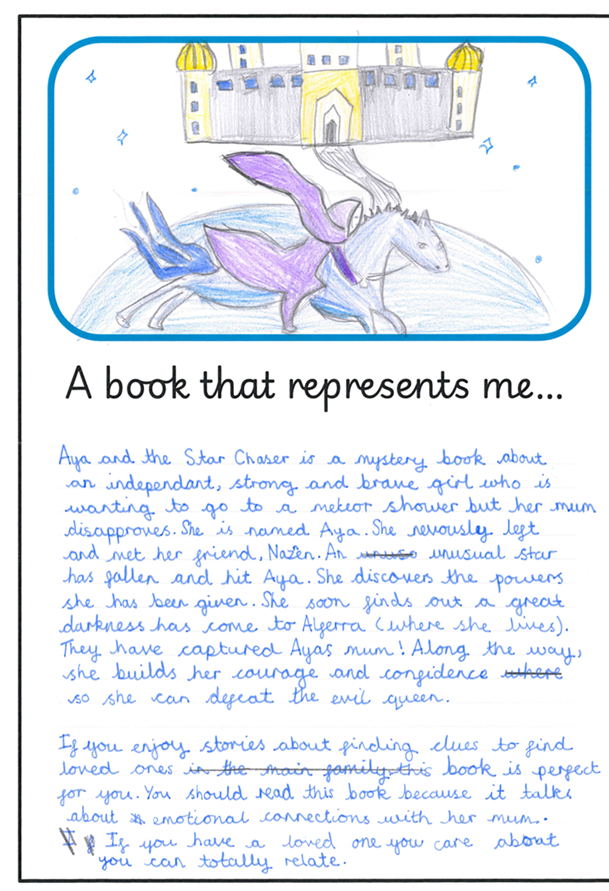 A book that represents me...
Aya and the Star Chaser is a mystery book about
an independant, strong and brave girl who is
wanting to go to a meteor shower but her mum
disapproves. She is named Aya. She nevously left
and met her friend, Nazen. An unuso unusual star
has fallen and hit Aya. She discovers the powers
she has been given. She soon finds out a great
darkness has come to Algerra (where she lives).
They have captured Ayas mum! Along the way,
she builds her courage and confidence where
so she can defeat the evil queen.
If you enjoy stories about finding clues to find
loved ones in the main family this book is perfect
for you. You should read this book because it talks
about emotional connections with her mum.
If you have a loved one you care about
you can totally relate.